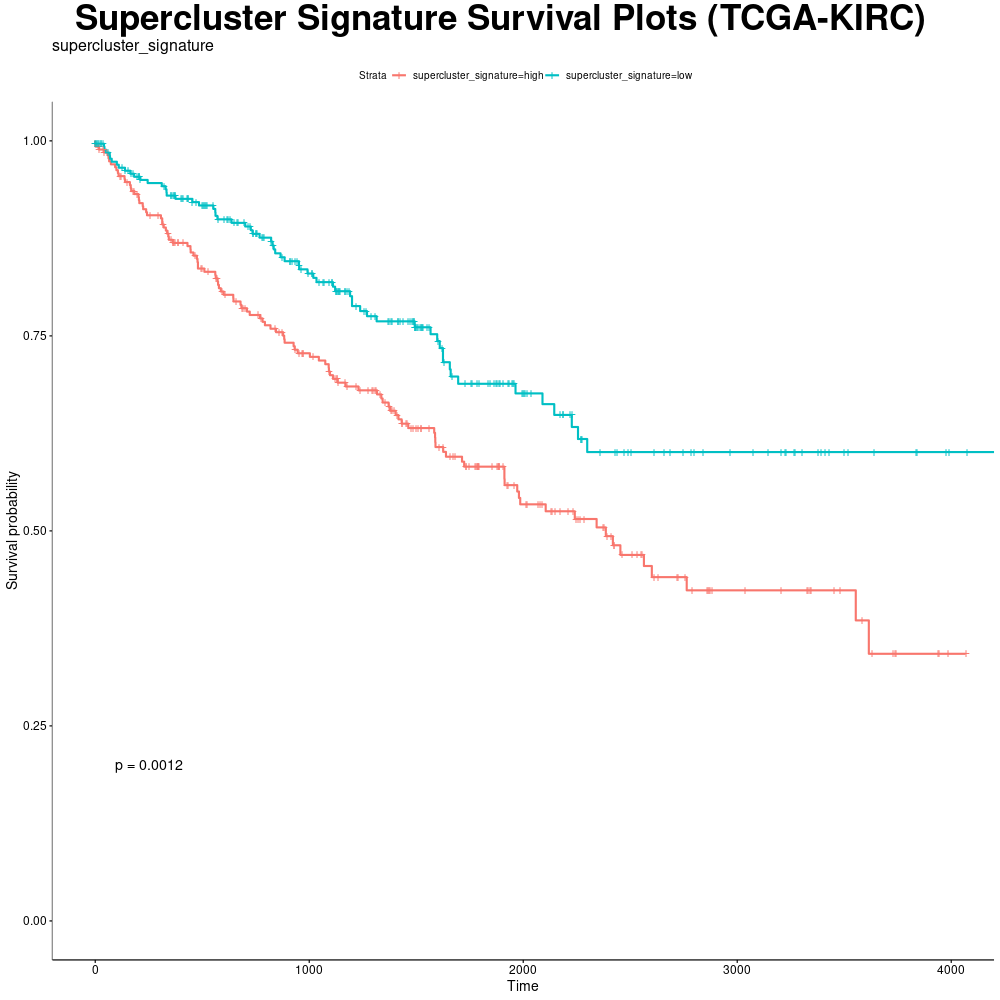 Supercluster Signature Survival Plots (TCGA-KIRC)
supercluster_signature
Strata supercluster_signature=high supercluster_signature=low
1.00
0.75
0.50
0.25
0.00
Survival probability
p = 0.0012
0 1000 2000 3000 4000
Time